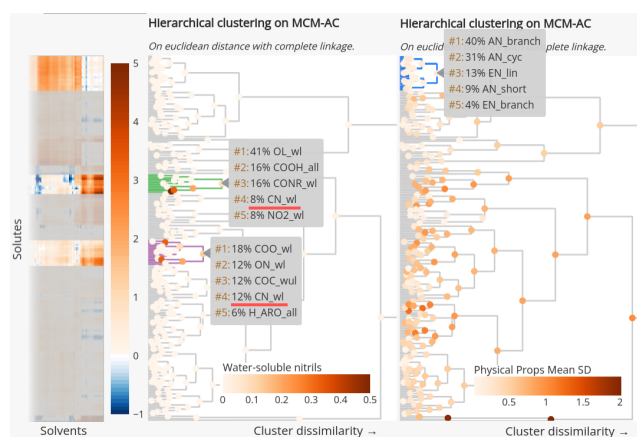 Hierarchical clustering on MCM-AC
On euclidean distance with complete linkage.
Hierarchical clustering on MCM-AC
On euclid
plete linkage.
#1: 40% AN_branch
#2: 31% AN_cyc
#3: 13% EN_lin
#4: 9% AN_short
#5: 4% EN_branch
5
4
3
2
1
0
−1
Solutes
Solvents
#1: 41% OL_wl
#2: 16% COOH_all
#3: 16% CONR_wl
#4: 8% CN_wl
#5: 8% NO2_wl
#1: 18% COO_wl
#2: 12% ON_wl
#3: 12% COC_wul
#4: 12% CN_wl
#5: 6% H_ARO_all
Water-soluble nitrils
0 0.1 0.2 0.3 0.4 0.5
Cluster dissimilarity →
Physical Props Mean SD
0.5 1 1.5 2
Cluster dissimilarity →